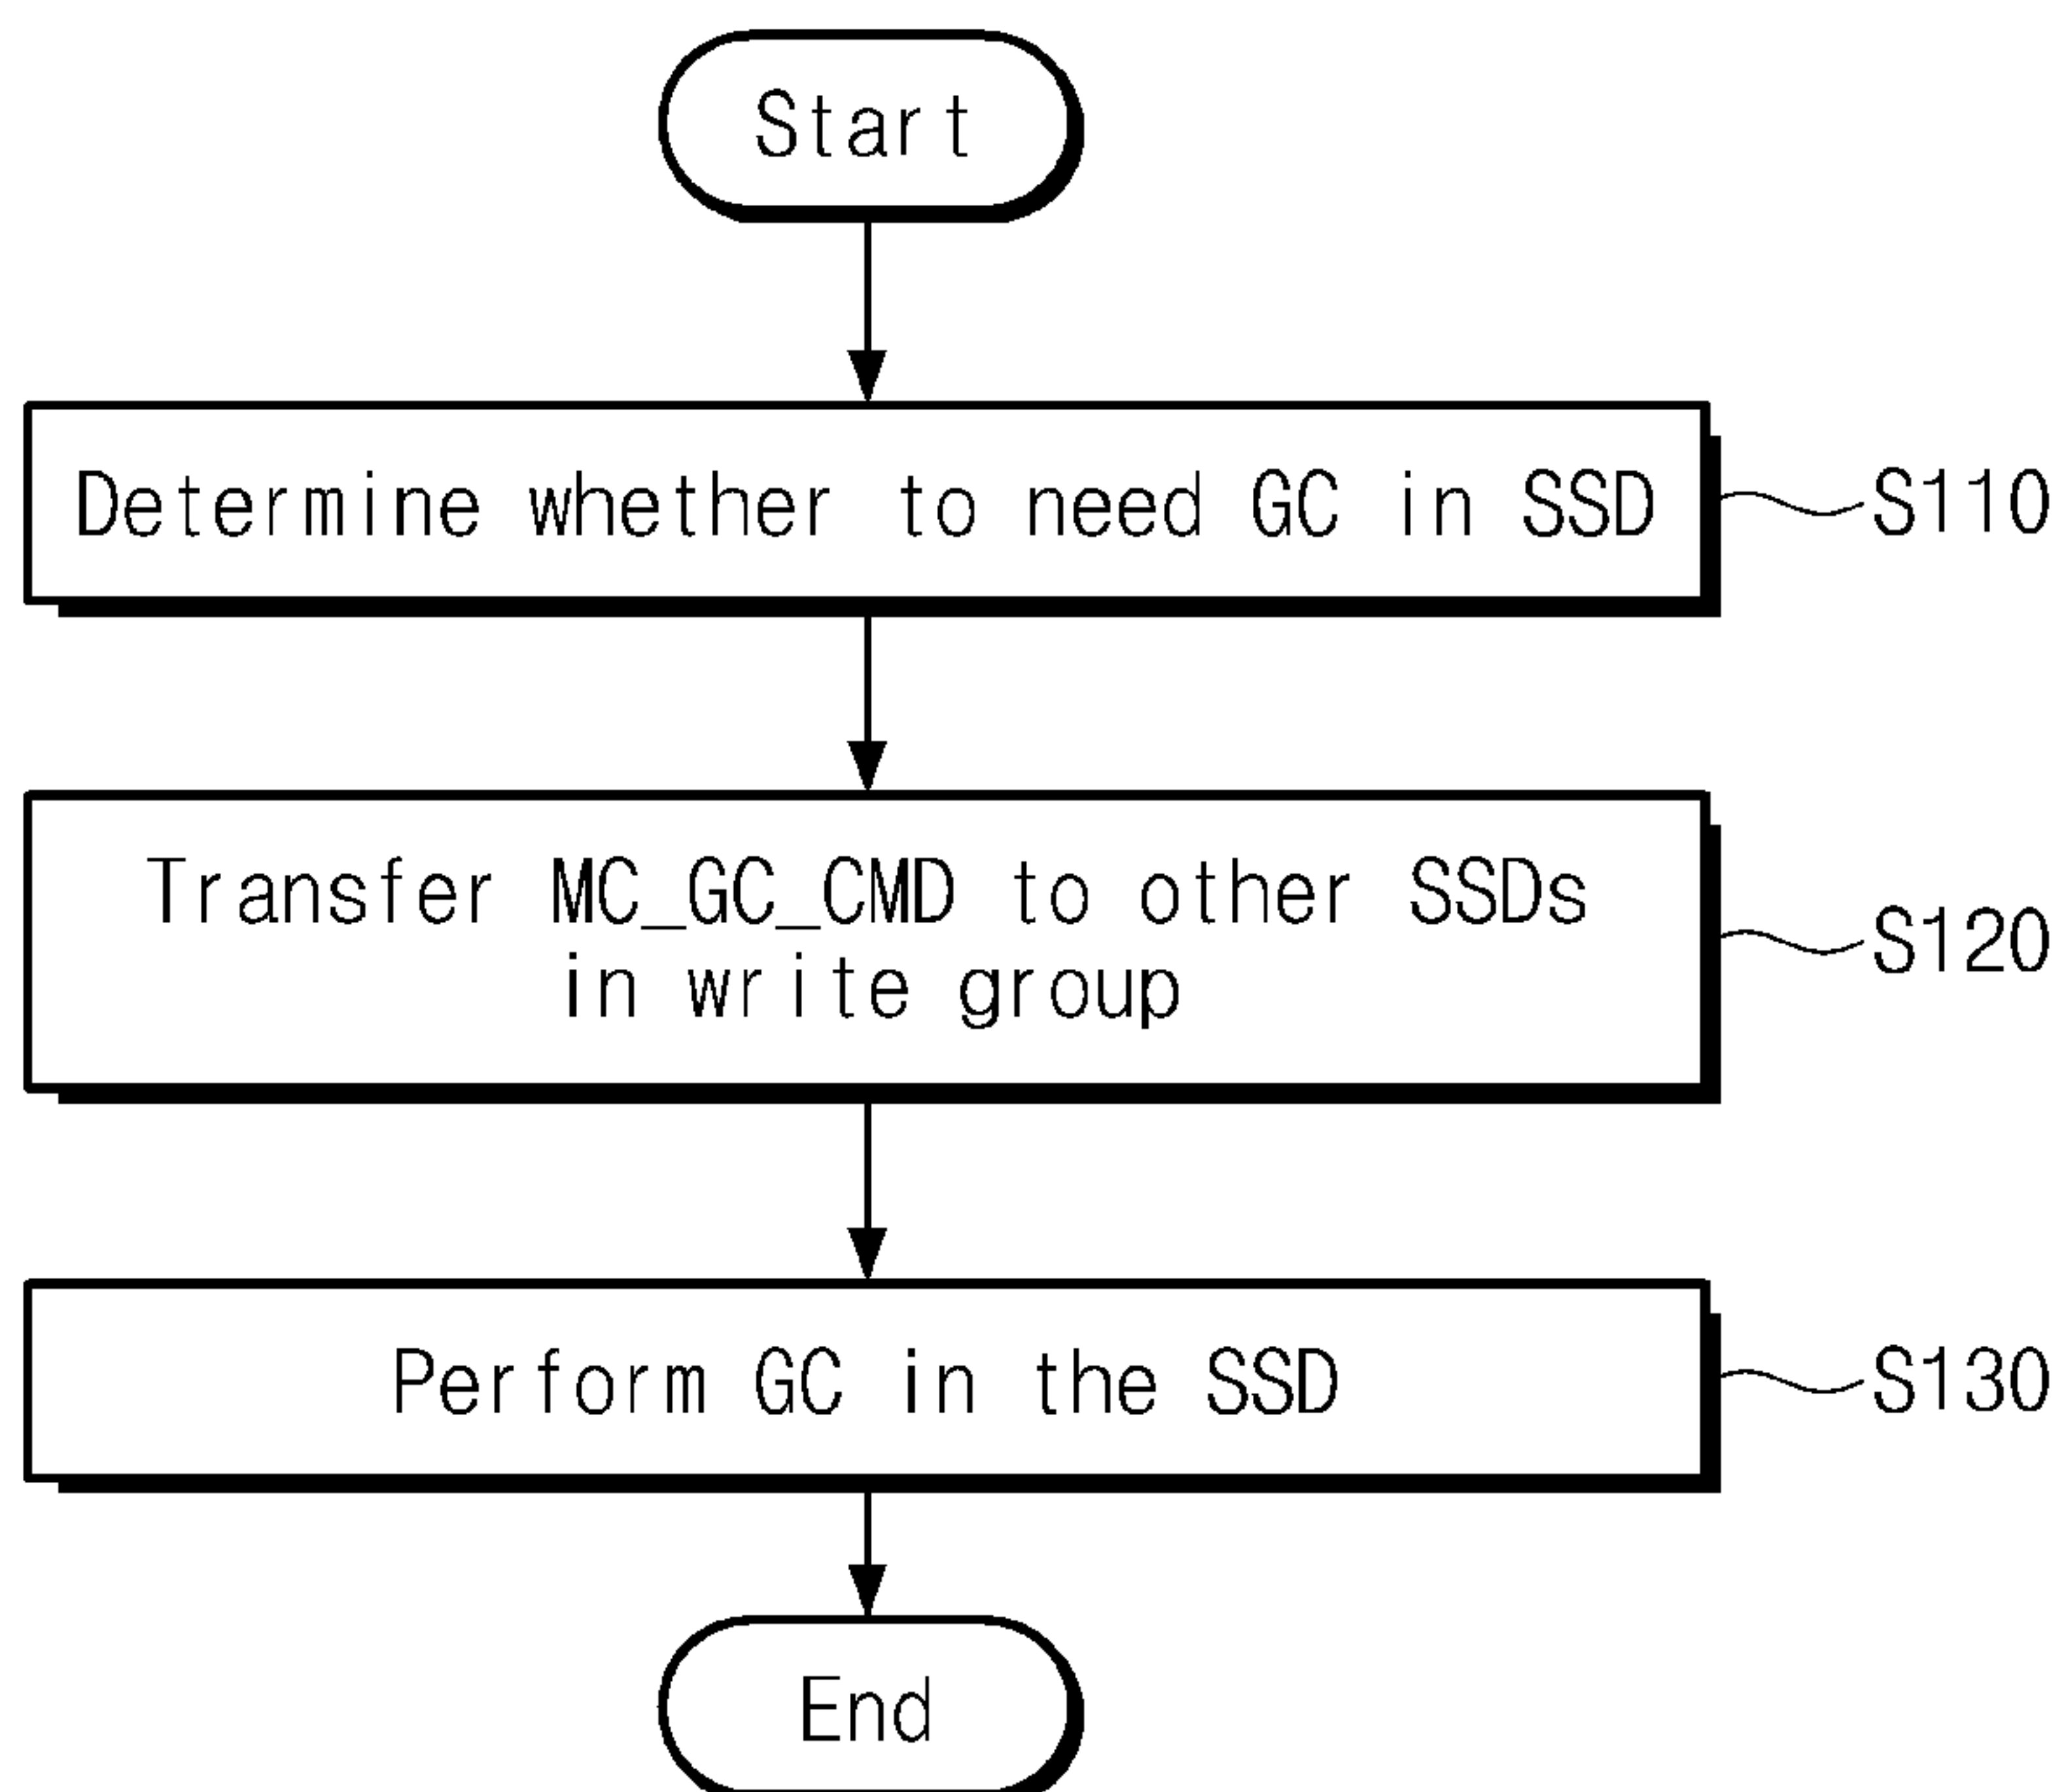 Start
Determine whether to need GC in SSD
S110
Transfer MC_GC_CMD to other SSDs
in write group
S120
Perform GC in the SSD
S130
End